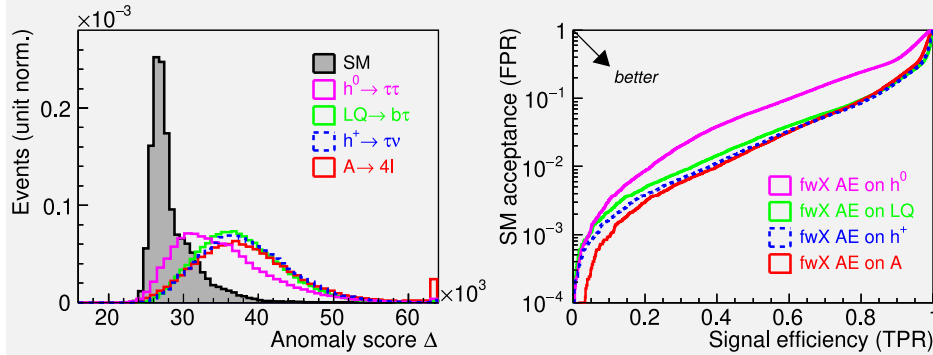 ×10⁻³
Events (unit norm.)
0.2
0.1
0
SM
h⁰→ ττ
LQ→ bτ
h⁺→ τν
A→ 4l
20 30 40 50 60 ×10³
Anomaly score Δ
SM acceptance (FPR)
1
10⁻¹
10⁻²
10⁻³
10⁻⁴
better
fwX AE on h⁰
fwX AE on LQ
fwX AE on h⁺
fwX AE on A
0 0.2 0.4 0.6 0.8 1
Signal efficiency (TPR)